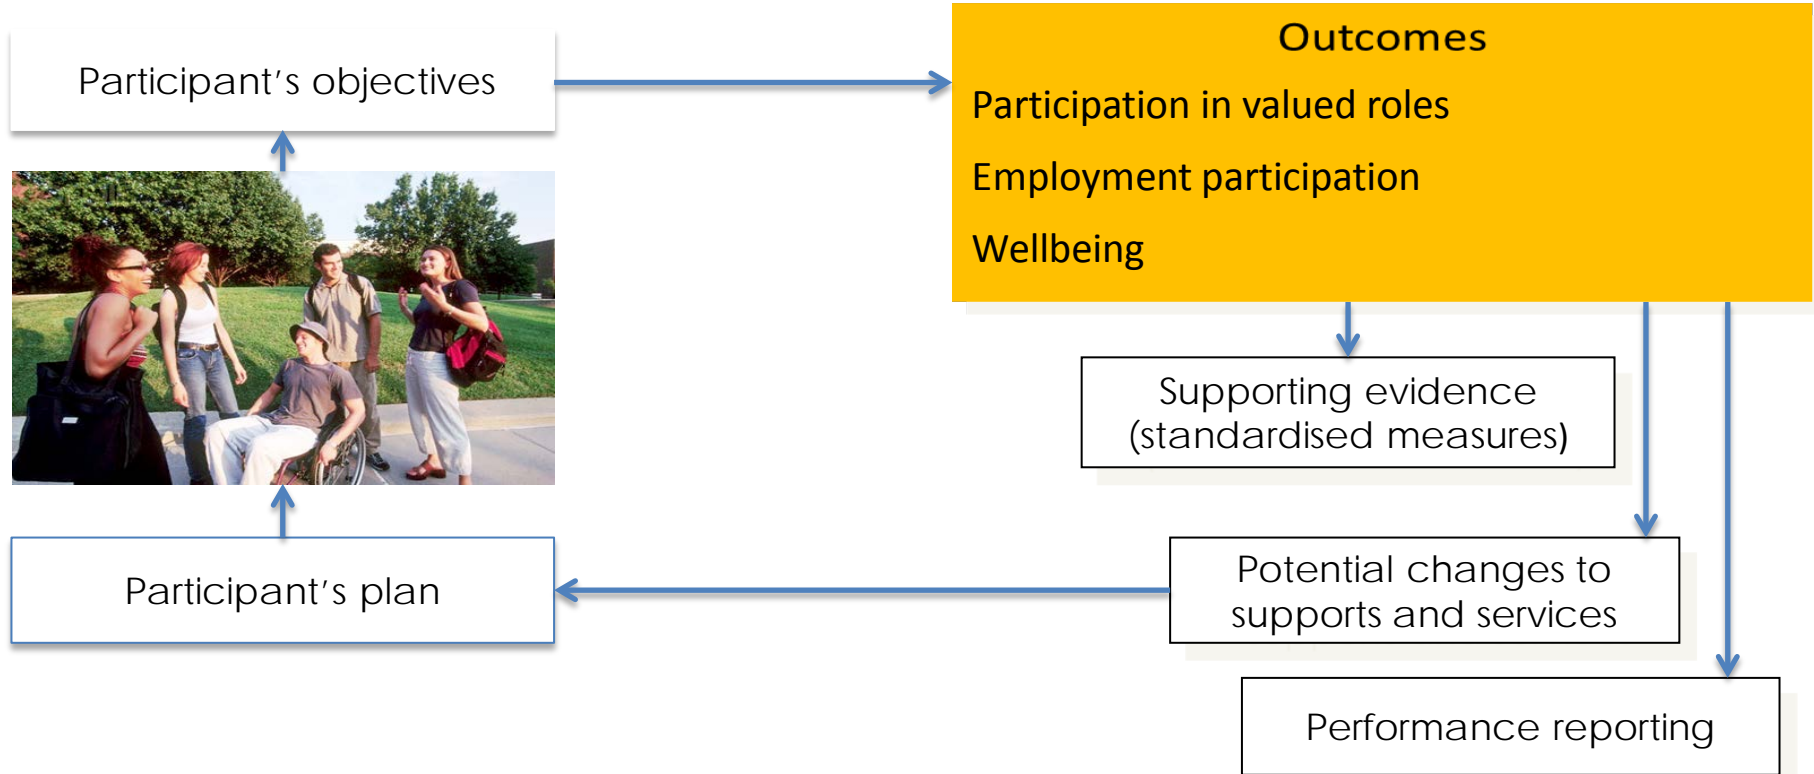 Participant's objectives
Outcomes
Participation in valued roles
Employment participation
Wellbeing
Supporting evidence
(standardised measures)
Potential changes to
supports and services
Participant's plan
Performance reporting